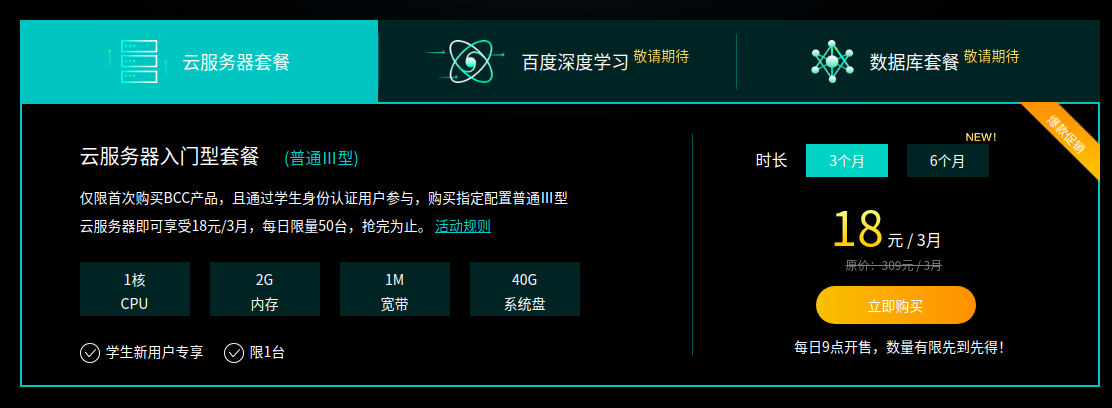 云服务器套餐
百度深度学习 敬请期待
数据库套餐 敬请期待
爆款促销
云服务器入门型套餐 (普通III型)
仅限首次购买BCC产品，且通过学生身份认证用户参与，购买指定配置普通III型
云服务器即可享受18元/3月，每日限量50台，抢完为止。 活动规则
1核
CPU
2G
内存
1M
宽带
40G
系统盘
学生新用户专享 限1台
NEW!
时长 3个月 6个月
18 元 / 3月
原价：309元 / 3月
立即购买
每日9点开售，数量有限先到先得！